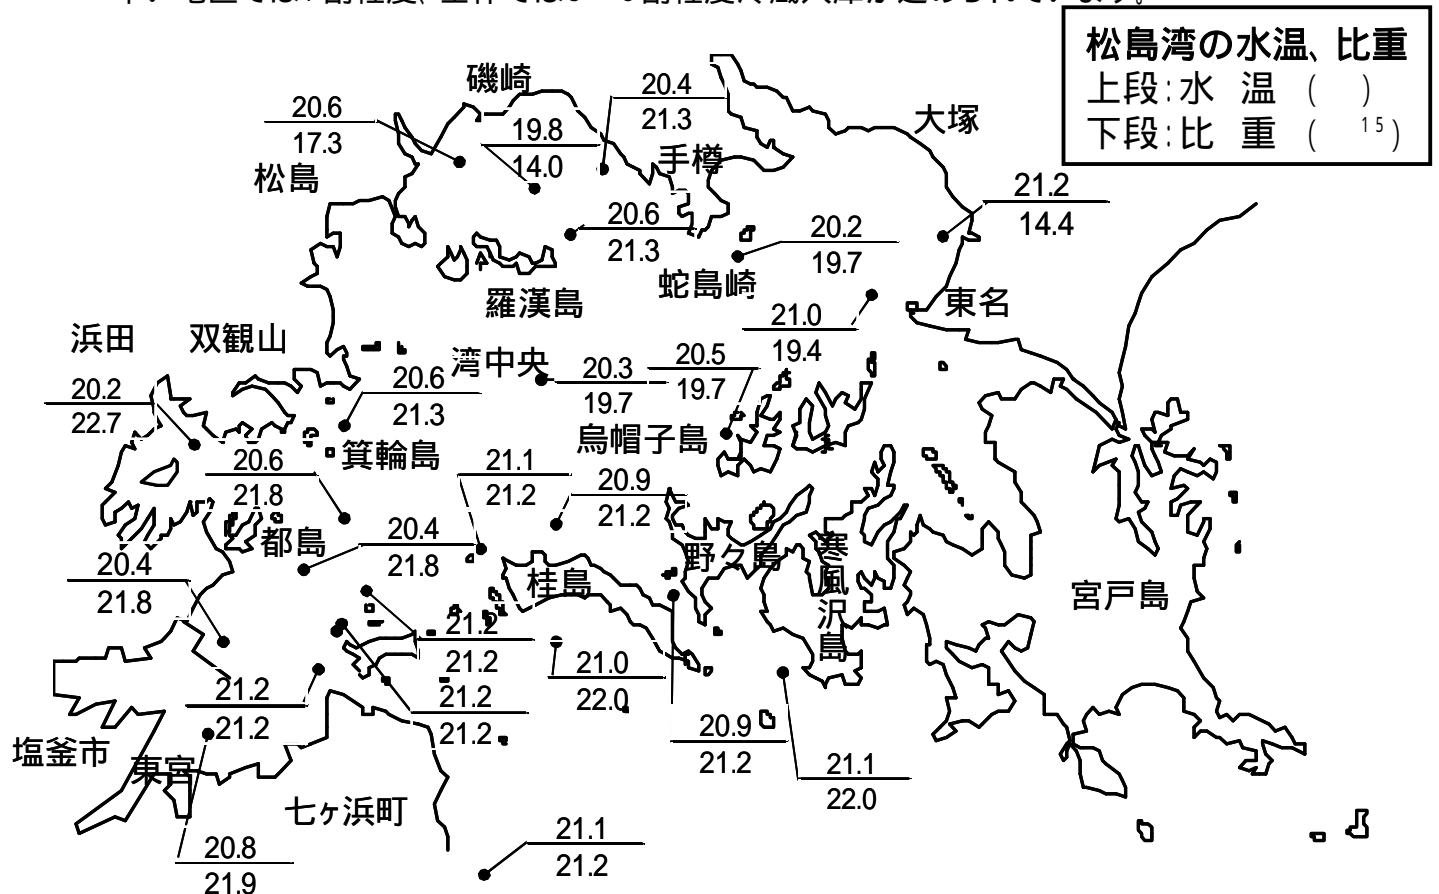 松島湾の水温、比重
上段:水 温 ( )
下段:比 重 ( 15)
磯崎
20.4
21.3
20.6
17.3
19.8
14.0
大塚
手樽
松島
21.2
14.4
20.6
21.3
20.2
19.7
蛇島崎
羅漢島
東名
21.0
19.4
浜田
双観山
湾中央
20.3
19.7
20.5
19.7
20.6
21.3
20.2
22.7
烏帽子島
箕輪島
20.6
21.8
21.1
21.2
20.9
21.2
都島
20.4
21.8
野々島
寒風沢島
桂島
20.4
21.8
宮戸島
21.2
21.2
21.0
22.0
21.2
21.2
21.2
21.2
20.9
21.2
塩釜市
東宮
21.1
22.0
七ヶ浜町
20.8
21.9
21.1
21.2